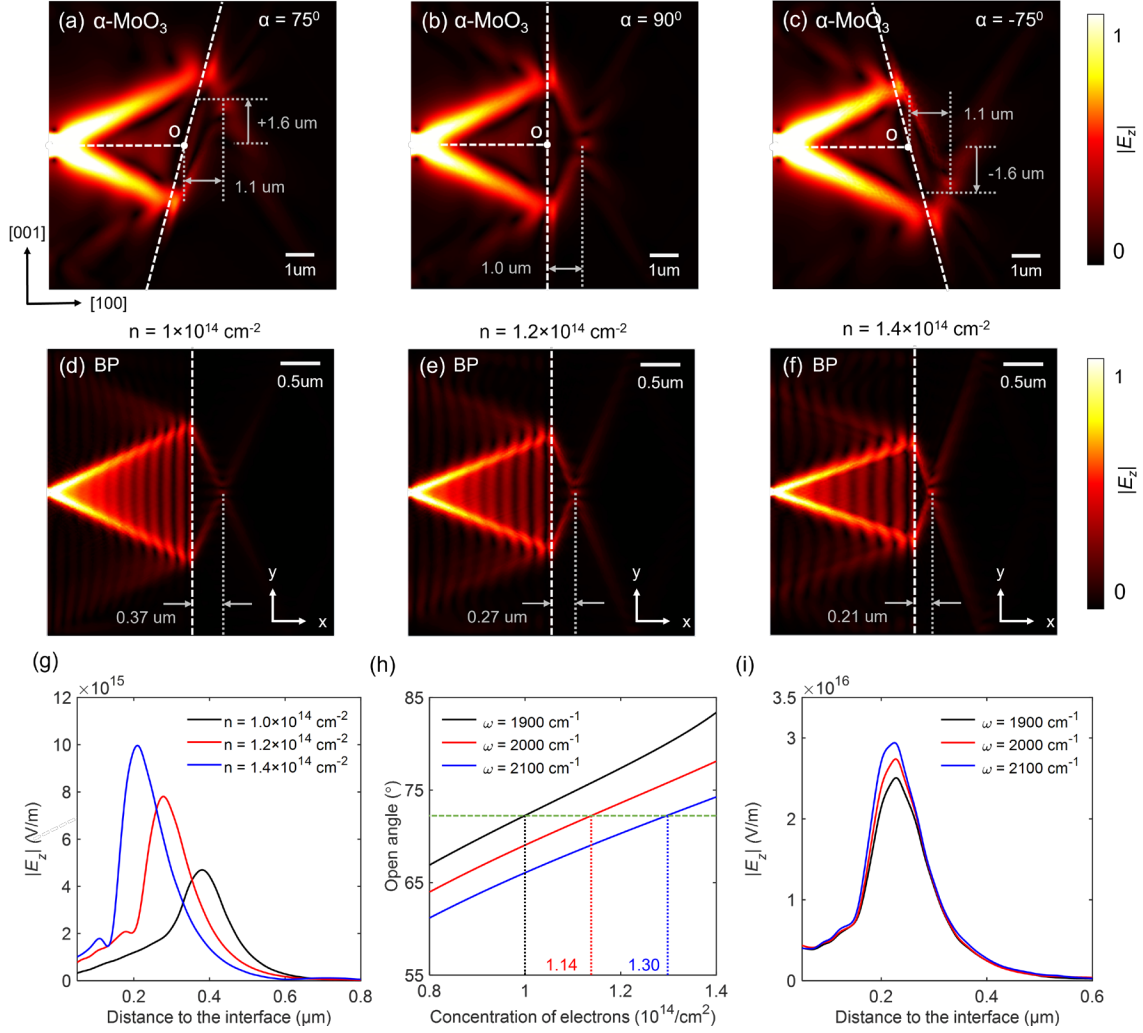 (a) α-MoO3 α = 75⁰
O
+1.6 um
1.1 um
1um
[001]
[100]
(b) α-MoO3 α = 90⁰
O
1.0 um
1um
(c) α-MoO3 α = -75⁰
O
1.1 um
-1.6 um
1um
1
|Ez|
0
n = 1×10¹⁴ cm⁻²
(d) BP
0.5um
0.37 um
y
x
n = 1.2×10¹⁴ cm⁻²
(e) BP
0.5um
0.27 um
y
x
n = 1.4×10¹⁴ cm⁻²
(f) BP
0.5um
0.21 um
y
x
1
|Ez|
0
(g)
×10¹⁵
12
10
8
6
4
2
0
|Ez| (V/m)
n = 1.0×10¹⁴ cm⁻²
n = 1.2×10¹⁴ cm⁻²
n = 1.4×10¹⁴ cm⁻²
0.2 0.4 0.6 0.8
Distance to the interface (μm)
(h)
85
75
65
55
Open angle (°)
ω = 1900 cm⁻¹
ω = 2000 cm⁻¹
ω = 2100 cm⁻¹
1.14
1.30
0.8 1 1.2 1.4
Concentration of electrons (10¹⁴/cm²)
(i)
×10¹⁶
3.5
3
2
1
0
|Ez| (V/m)
ω = 1900 cm⁻¹
ω = 2000 cm⁻¹
ω = 2100 cm⁻¹
0.2 0.4 0.6
Distance to the interface (μm)